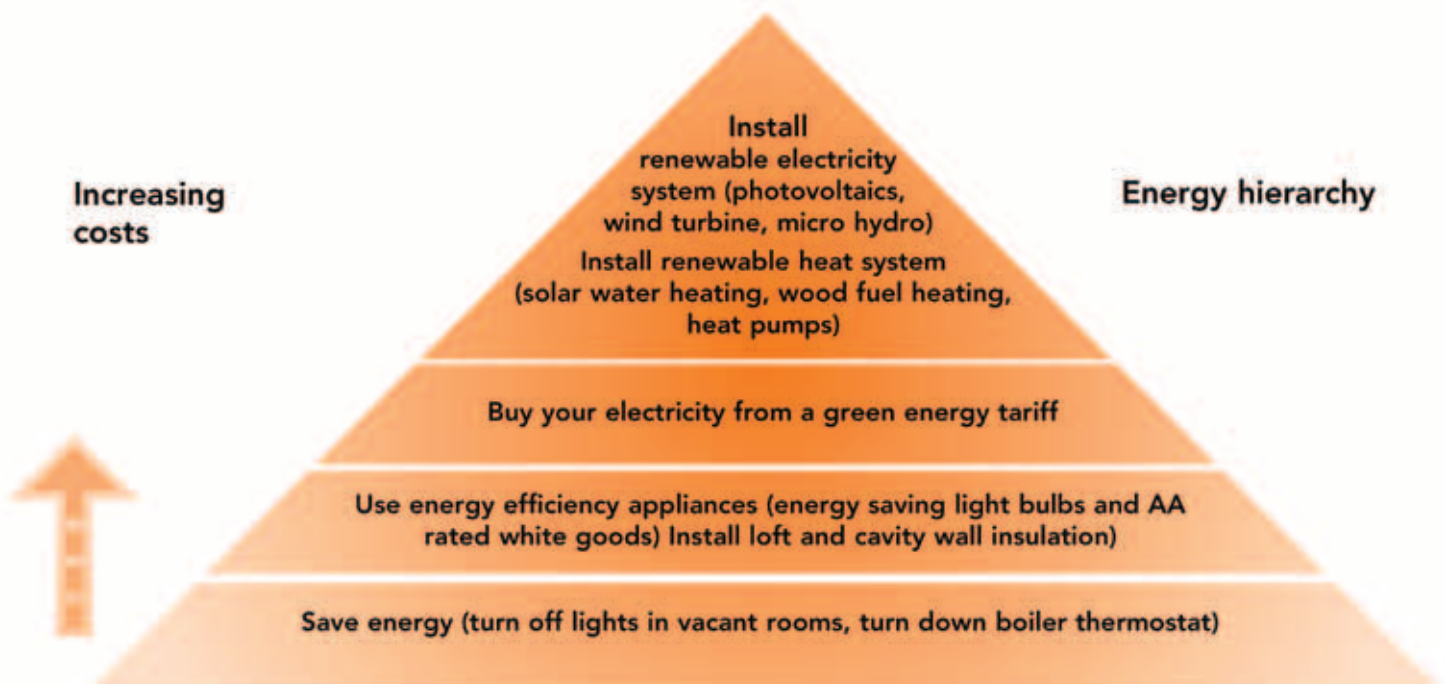 Increasing
costs
Energy hierarchy
Install
renewable electricity
system (photovoltaics,
wind turbine, micro hydro)
Install renewable heat system
(solar water heating, wood fuel heating,
heat pumps)
Buy your electricity from a green energy tariff
Use energy efficiency appliances (energy saving light bulbs and AA
rated white goods) Install loft and cavity wall insulation)
Save energy (turn off lights in vacant rooms, turn down boiler thermostat)